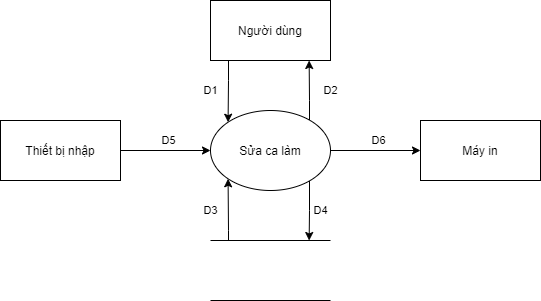 Người dùng
D1
D2
Thiết bị nhập
D5
Sửa ca làm
D6
Máy in
D3
D4